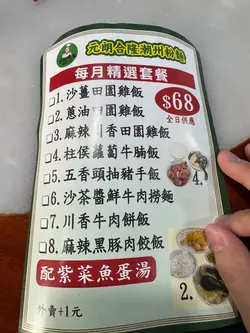 元朗合隆潮州粉麵
每月精選套餐
□1. 沙薑田園雞飯
□2. 蔥油田園雞飯
□3. 麻辣川香田園雞飯
□4. 柱侯蘿蔔牛腩飯
□5. 五香頭抽豬手飯
□6. 沙茶醬鮮牛肉撈麵
□7. 川香牛肉餅飯
□8. 麻辣黑豚肉餃飯
$68
全日供應
4.
2.
配紫菜魚蛋湯
外賣+1元